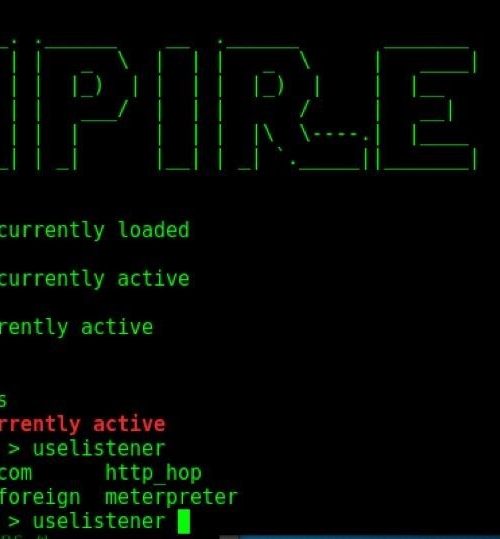 PIRE
currently loaded
currently active
rently active
s
rrently active
> uselistener
com http_hop
foreign meterpreter
> uselistener